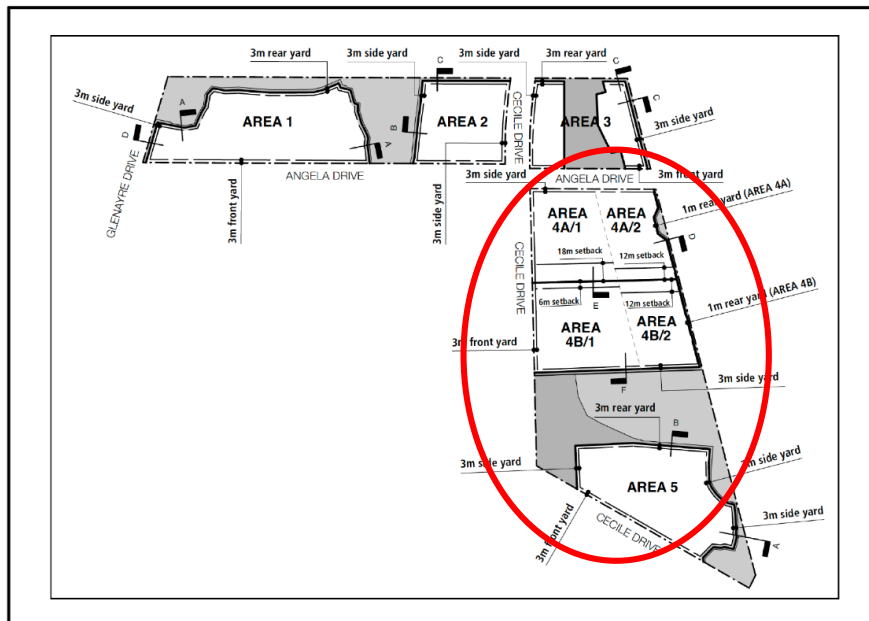 3m rear yard
3m side yard
3m side yard
3m rear yard
C
C
3m side yard
A
C
D
AREA 1
B
AREA 2
CECILE DRIVE
AREA 3
3m side yard
A
GLENAYRE DRIVE
ANGELA DRIVE
3m front yard
3m side yard
ANGELA DRIVE
3m side yard
3m front yard
1m rear yard (AREA 4A)
AREA
4A/1
AREA
4A/2
D
CECILE DRIVE
18m setback
12m setback
6m setback
E
12m setback
1m rear yard (AREA 4B)
AREA
4B/1
AREA
4B/2
3m front yard
F
3m side yard
3m rear yard
B
3m side yard
3m side yard
AREA 5
3m side yard
3m front yard
CECILE DRIVE
A